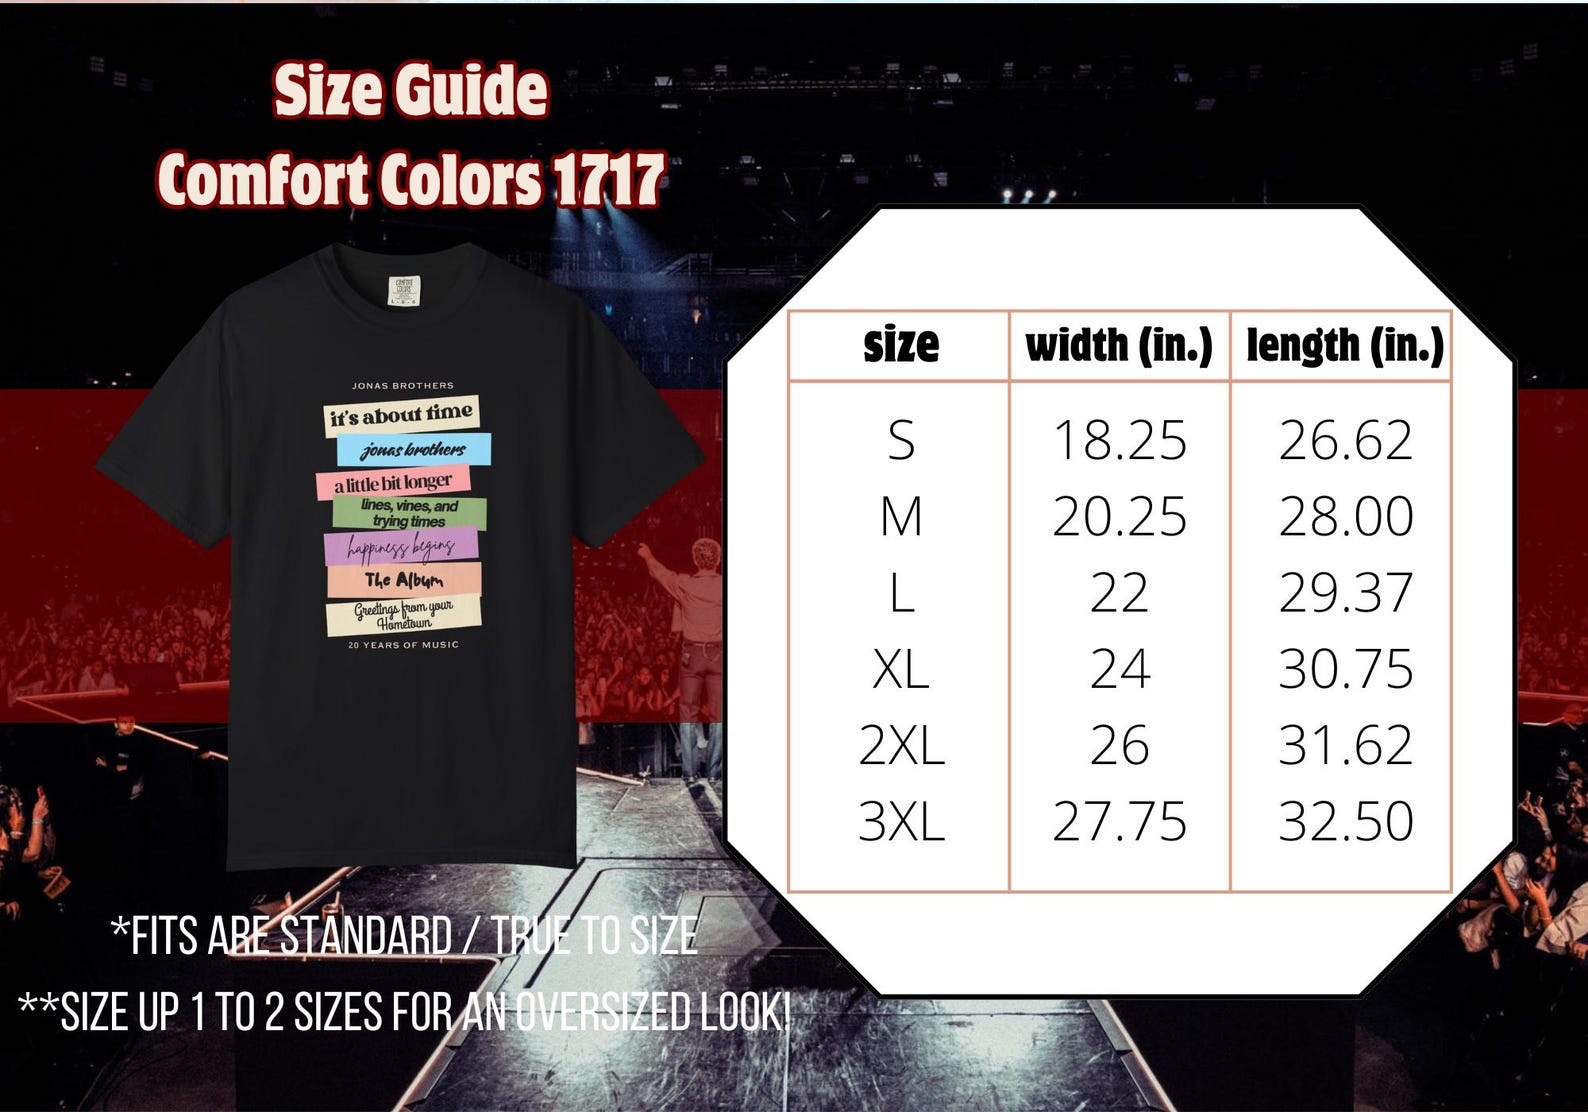 Size Guide
Comfort Colors 1717
COMFORT
COLORS
JONAS BROTHERS
it's about time
jonas brothers
a little bit longer
lines, vines, and
trying times
happiness begins
The Album
Greetings from your
Hometown
20 YEARS OF MUSIC
*FITS ARE STANDARD / TRUE TO SIZE
**SIZE UP 1 TO 2 SIZES FOR AN OVERSIZED LOOK!
size width (in.) length (in.)
S 18.25 26.62
M 20.25 28.00
L 22 29.37
XL 24 30.75
2XL 26 31.62
3XL 27.75 32.50